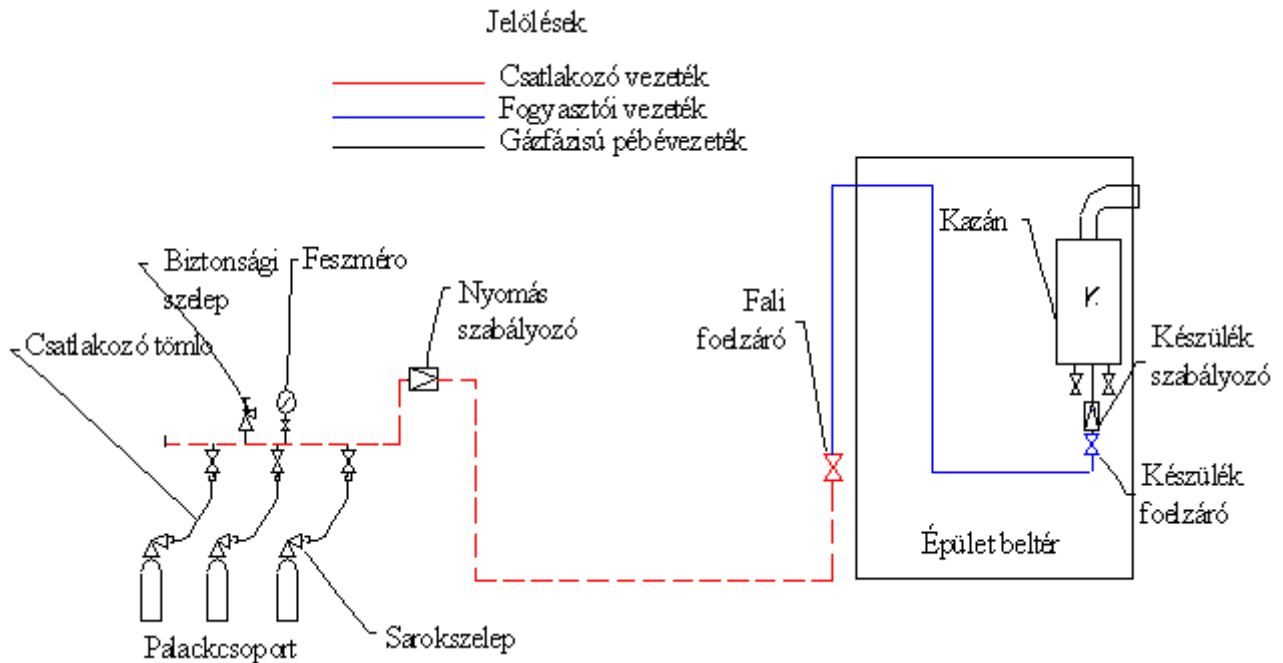 Jelölések
Csatlakozó vezeték
Fogyasztói vezeték
Gázfázisú pébévezeték
Biztonsági
szelep
Feszméro
Nyomás
szabályozó
Csatlakozó tömlo
Fali
foelzáró
Kazán
K
Készülék
szabályozó
Készülék
foelzáró
Épület beltér
Sarokszelep
Palackcsoport